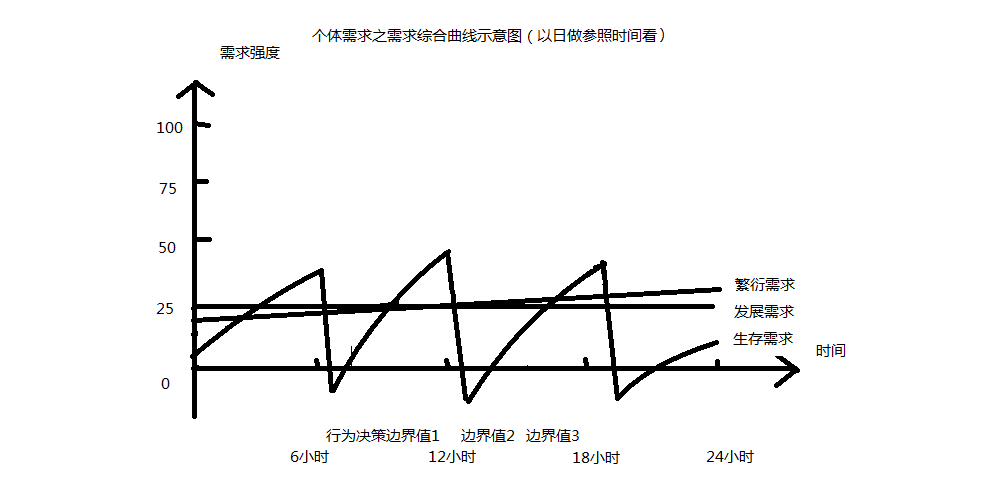 个体需求之需求综合曲线示意图（以日做参照时间看）
需求强度
100
75
50
25
0
繁衍需求
发展需求
生存需求
时间
行为决策边界值1 边界值2 边界值3
6小时 12小时 18小时 24小时